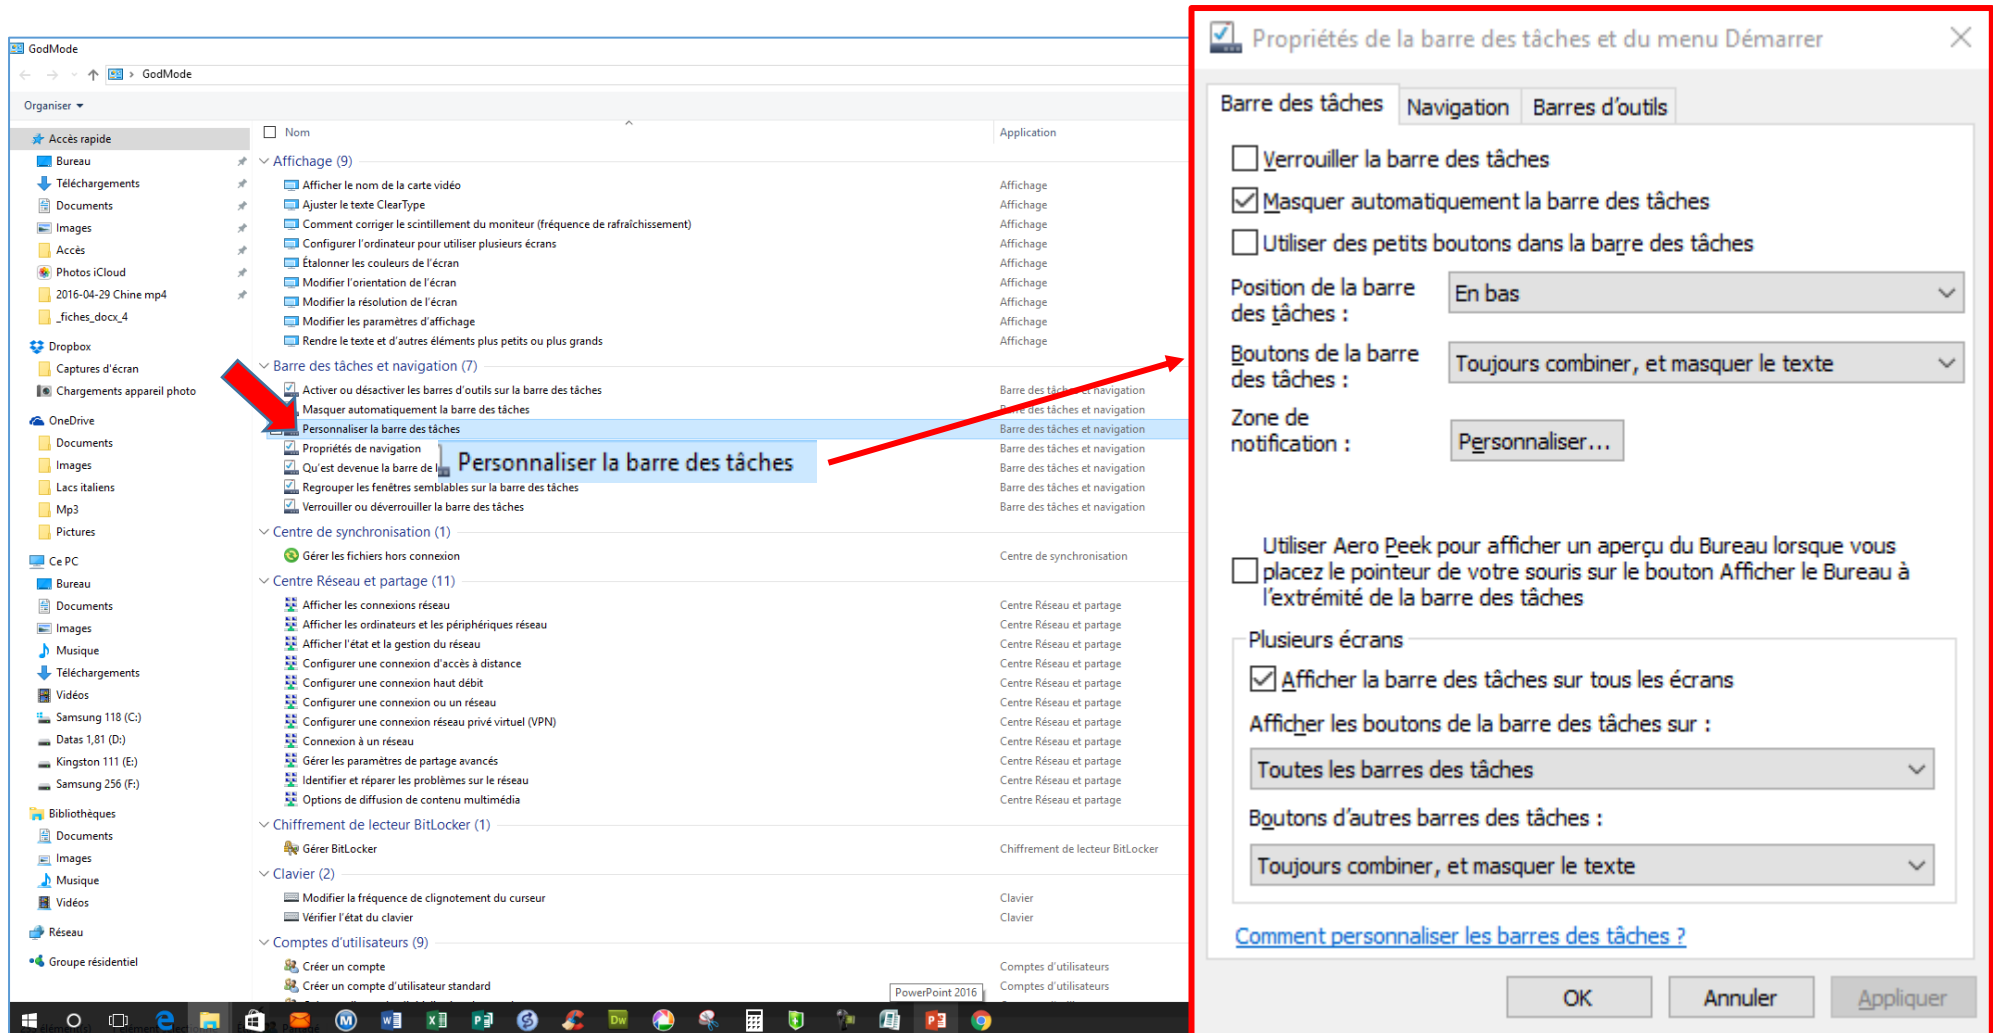 GodMode
GodMode
Organiser
Accès rapide
Bureau
Téléchargements
Documents
Images
Accès
Photos iCloud
2016-04-29 Chine mp4
_fiches_docx_4
Dropbox
Captures d'écran
Chargements appareil photo
OneDrive
Documents
Images
Lacs italiens
Mp3
Pictures
Ce PC
Bureau
Documents
Images
Musique
Téléchargements
Vidéos
Samsung 118 (C:)
Datas 1,81 (D:)
Kingston 111 (E:)
Samsung 256 (F:)
Bibliothèques
Documents
Images
Musique
Vidéos
Réseau
Groupe résidentiel
Nom Application
Affichage (9)
Afficher le nom de la carte vidéo Affichage
Ajuster le texte ClearType Affichage
Comment corriger le scintillement du moniteur (fréquence de rafraîchissement) Affichage
Configurer l'ordinateur pour utiliser plusieurs écrans Affichage
Étalonner les couleurs de l'écran Affichage
Modifier l'orientation de l'écran Affichage
Modifier la résolution de l'écran Affichage
Modifier les paramètres d'affichage Affichage
Rendre le texte et d'autres éléments plus petits ou plus grands Affichage
Barre des tâches et navigation (7)
Activer ou désactiver les barres d'outils sur la barre des tâches Barre des tâches et navigation
Masquer automatiquement la barre des tâches Barre des tâches et navigation
Personnaliser la barre des tâches Barre des tâches et navigation
Propriétés de navigation Barre des tâches et navigation
Qu'est devenue la barre de Barre des tâches et navigation
Personnaliser la barre des tâches
Regrouper les fenêtres semblables sur la barre des tâches Barre des tâches et navigation
Verrouiller ou déverrouiller la barre des tâches Barre des tâches et navigation
Centre de synchronisation (1)
Gérer les fichiers hors connexion Centre de synchronisation
Centre Réseau et partage (11)
Afficher les connexions réseau Centre Réseau et partage
Afficher les ordinateurs et les périphériques réseau Centre Réseau et partage
Afficher l'état et la gestion du réseau Centre Réseau et partage
Configurer une connexion d'accès à distance Centre Réseau et partage
Configurer une connexion haut débit Centre Réseau et partage
Configurer une connexion ou un réseau Centre Réseau et partage
Configurer une connexion réseau privé virtuel (VPN) Centre Réseau et partage
Connexion à un réseau Centre Réseau et partage
Gérer les paramètres de partage avancés Centre Réseau et partage
Identifier et réparer les problèmes sur le réseau Centre Réseau et partage
Options de diffusion de contenu multimédia Centre Réseau et partage
Chiffrement de lecteur BitLocker (1)
Gérer BitLocker Chiffrement de lecteur BitLocker
Clavier (2)
Modifier la fréquence de clignotement du curseur Clavier
Vérifier l'état du clavier Clavier
Comptes d'utilisateurs (9)
Créer un compte Comptes d'utilisateurs
Créer un compte d'utilisateur standard Comptes d'utilisateurs
PowerPoint 2016
Propriétés de la barre des tâches et du menu Démarrer
Barre des tâches Navigation Barres d'outils
Verrouiller la barre des tâches
Masquer automatiquement la barre des tâches
Utiliser des petits boutons dans la barre des tâches
Position de la barre
des tâches :
En bas
Boutons de la barre
des tâches :
Toujours combiner, et masquer le texte
Zone de
notification :
Personnaliser...
Utiliser Aero Peek pour afficher un aperçu du Bureau lorsque vous
placez le pointeur de votre souris sur le bouton Afficher le Bureau à
l'extrémité de la barre des tâches
Plusieurs écrans
Afficher la barre des tâches sur tous les écrans
Afficher les boutons de la barre des tâches sur :
Toutes les barres des tâches
Boutons d'autres barres des tâches :
Toujours combiner, et masquer le texte
Comment personnaliser les barres des tâches ?
OK Annuler Appliquer